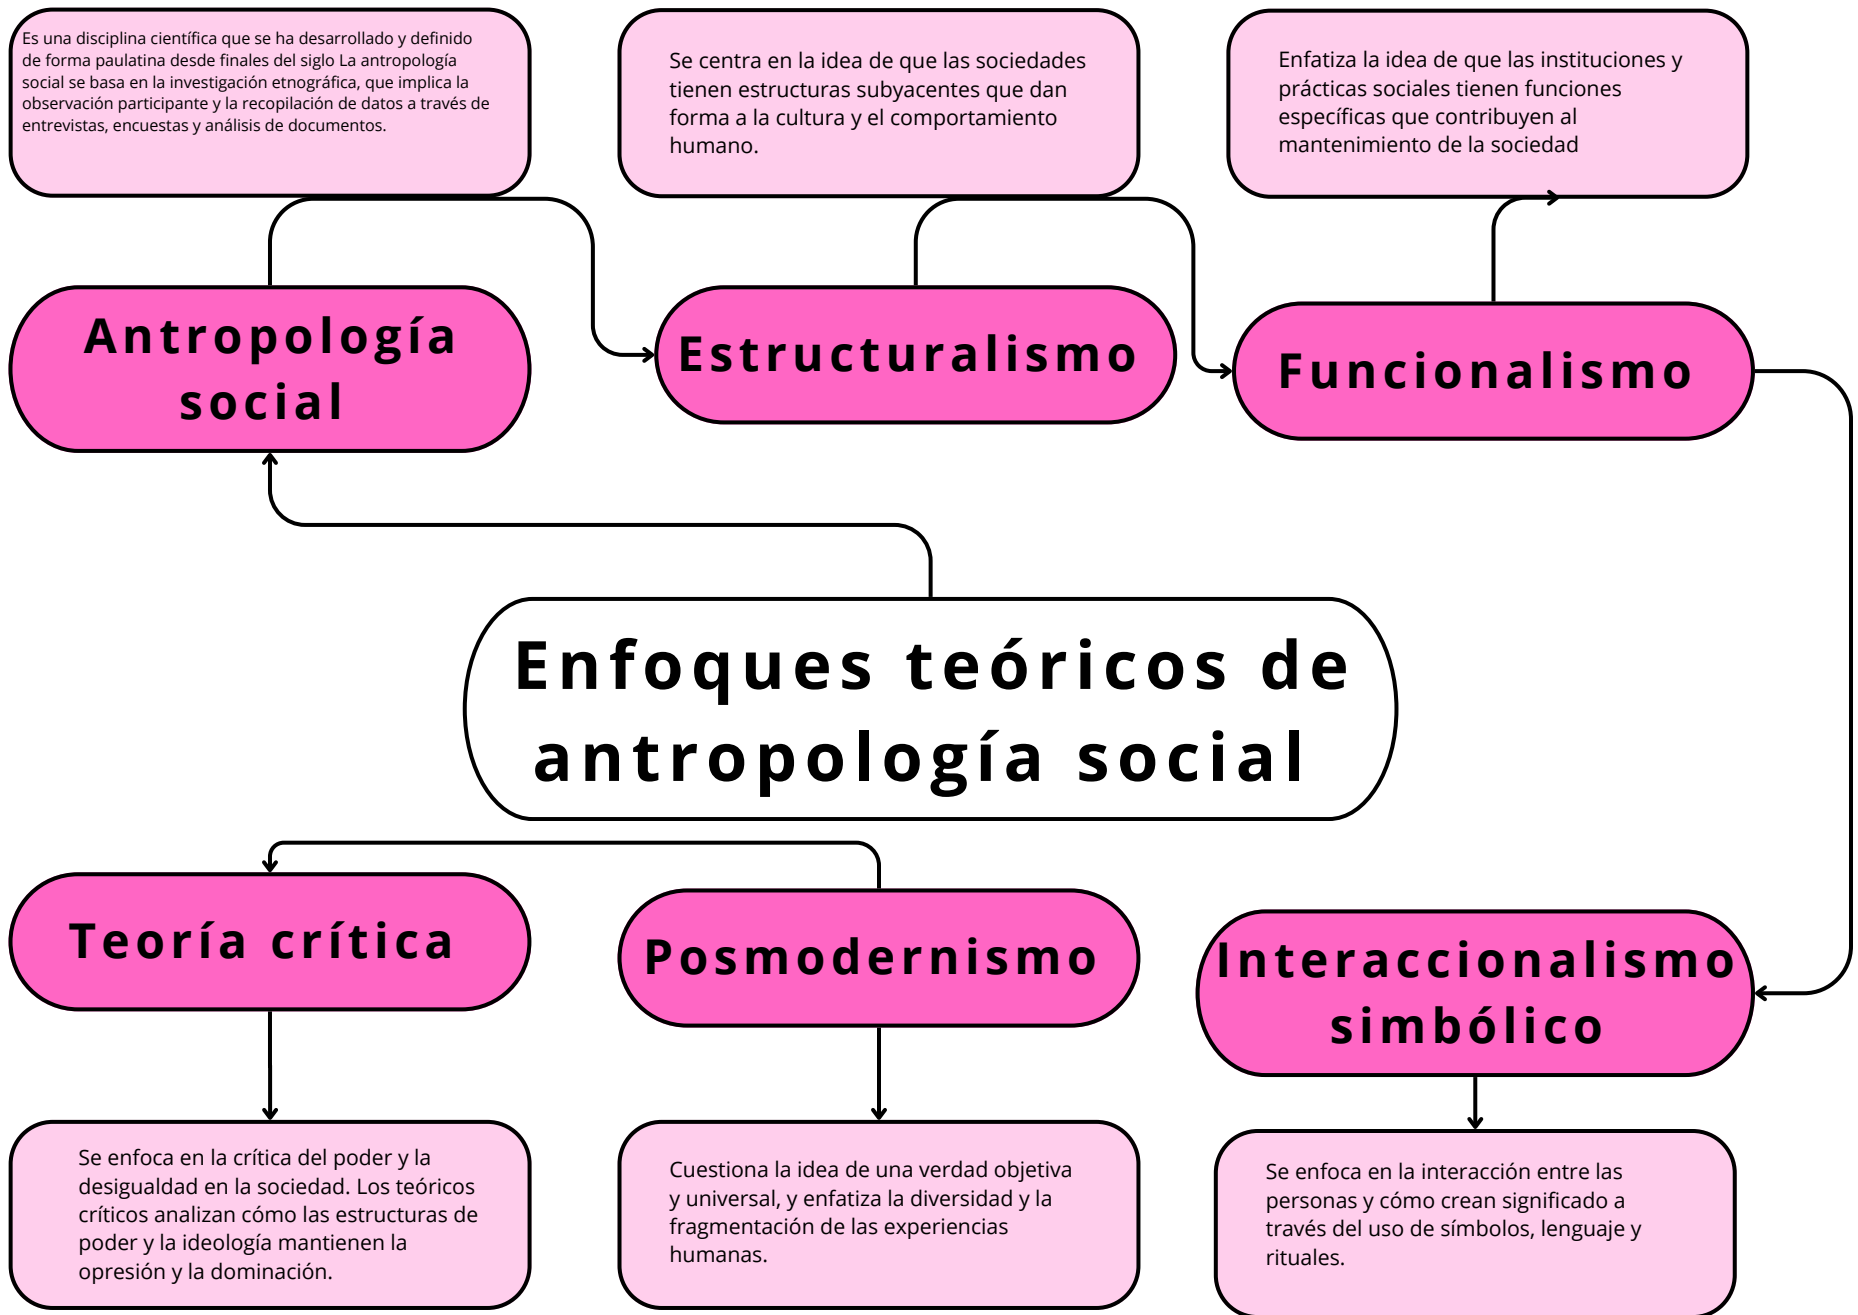 Es una disciplina científica que se ha desarrollado y definido
de forma paulatina desde finales del siglo La antropología
social se basa en la investigación etnográfica, que implica la
observación participante y la recopilación de datos a través de
entrevistas, encuestas y análisis de documentos.
Se centra en la idea de que las sociedades
tienen estructuras subyacentes que dan
forma a la cultura y el comportamiento
humano.
Enfatiza la idea de que las instituciones y
prácticas sociales tienen funciones
específicas que contribuyen al
mantenimiento de la sociedad
Antropología
social
Estructuralismo
Funcionalismo
Enfoques teóricos de
antropología social
Teoría crítica
Posmodernismo
Interaccionalismo
simbólico
Se enfoca en la crítica del poder y la
desigualdad en la sociedad. Los teóricos
críticos analizan cómo las estructuras de
poder y la ideología mantienen la
opresión y la dominación.
Cuestiona la idea de una verdad objetiva
y universal, y enfatiza la diversidad y la
fragmentación de las experiencias
humanas.
Se enfoca en la interacción entre las
personas y cómo crean significado a
través del uso de símbolos, lenguaje y
rituales.